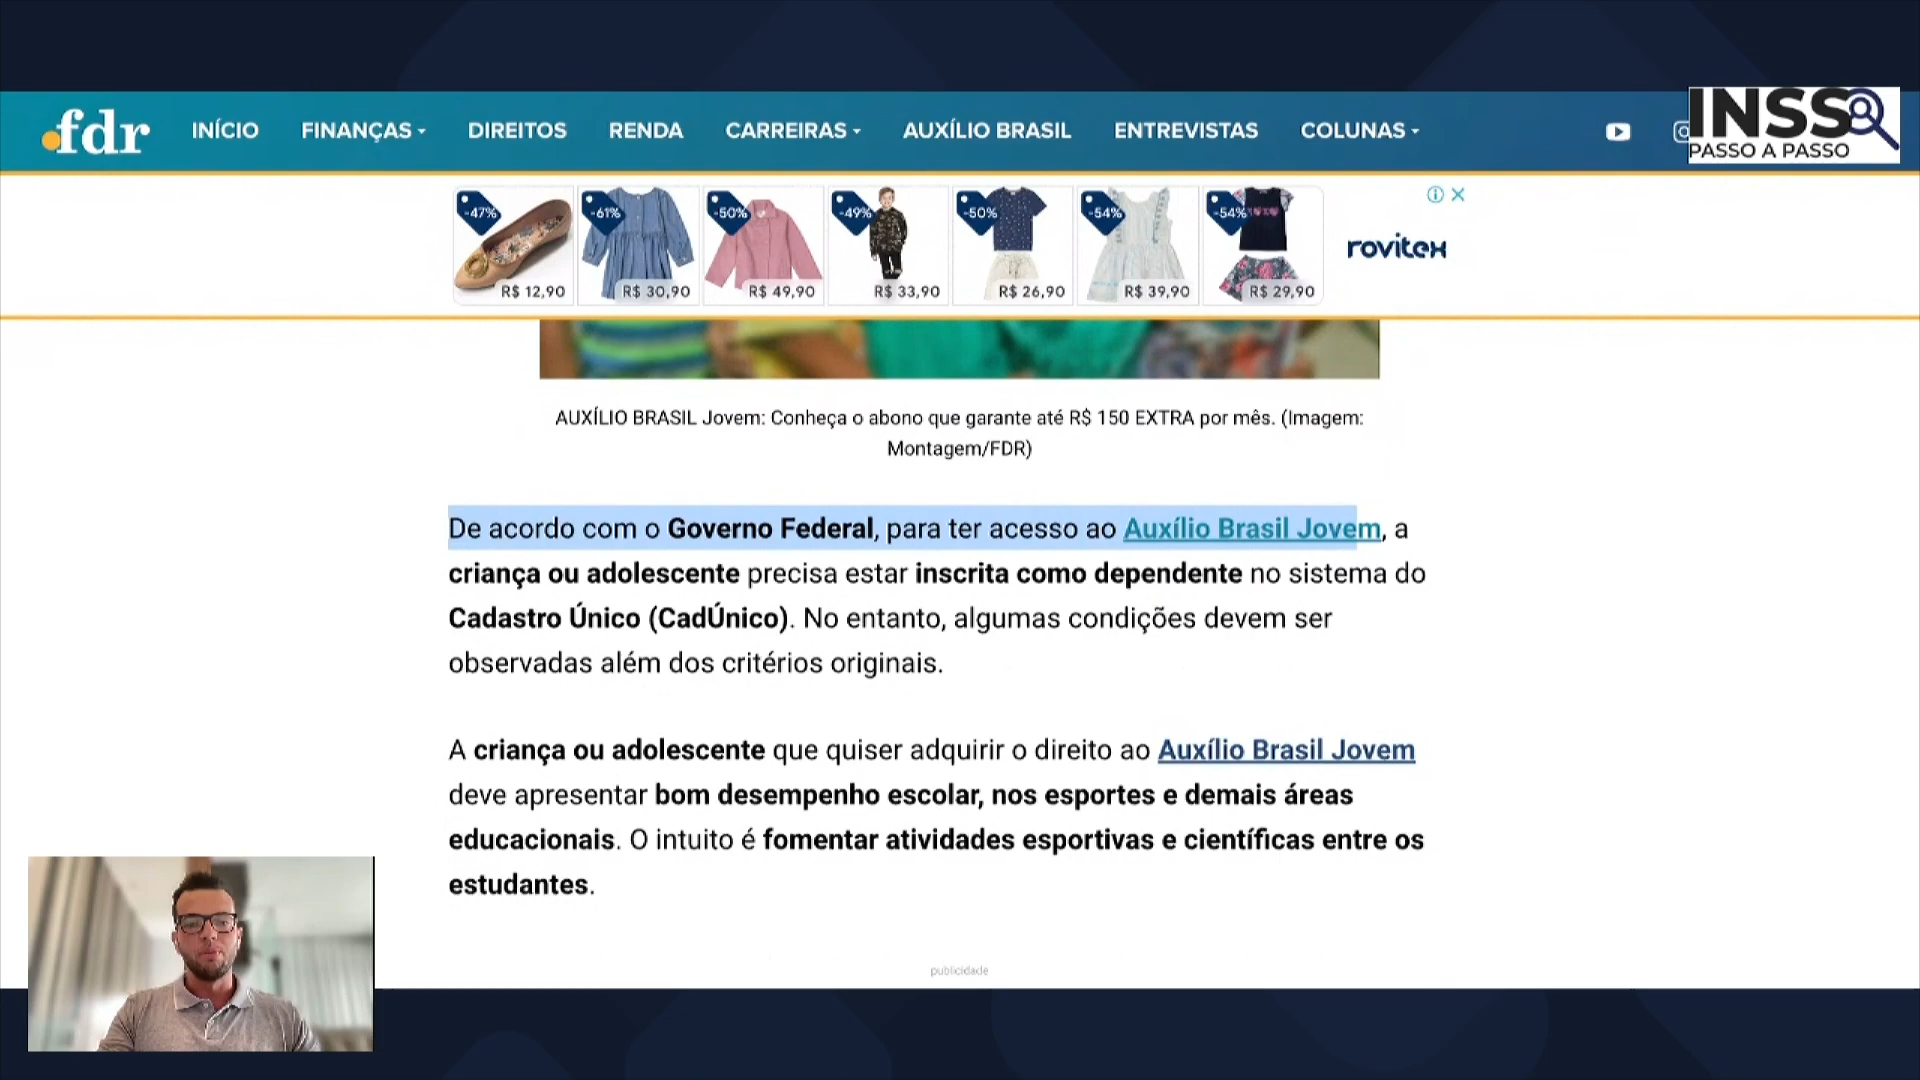 fdr
INÍCIO FINANÇAS DIREITOS RENDA CARREIRAS AUXÍLIO BRASIL ENTREVISTAS COLUNAS
INSS
PASSO A PASSO
-47% -61% -50% -49% -50% -54% -54%
rovitex
R$ 12,90 R$ 30,90 R$ 49,90 R$ 33,90 R$ 26,90 R$ 39,90 R$ 29,90
AUXÍLIO BRASIL Jovem: Conheça o abono que garante até R$ 150 EXTRA por mês. (Imagem:
Montagem/FDR)
De acordo com o Governo Federal, para ter acesso ao Auxílio Brasil Jovem, a
criança ou adolescente precisa estar inscrita como dependente no sistema do
Cadastro Único (CadÚnico). No entanto, algumas condições devem ser
observadas além dos critérios originais.
A criança ou adolescente que quiser adquirir o direito ao Auxílio Brasil Jovem
deve apresentar bom desempenho escolar, nos esportes e demais áreas
educacionais. O intuito é fomentar atividades esportivas e científicas entre os
estudantes.
publicidade